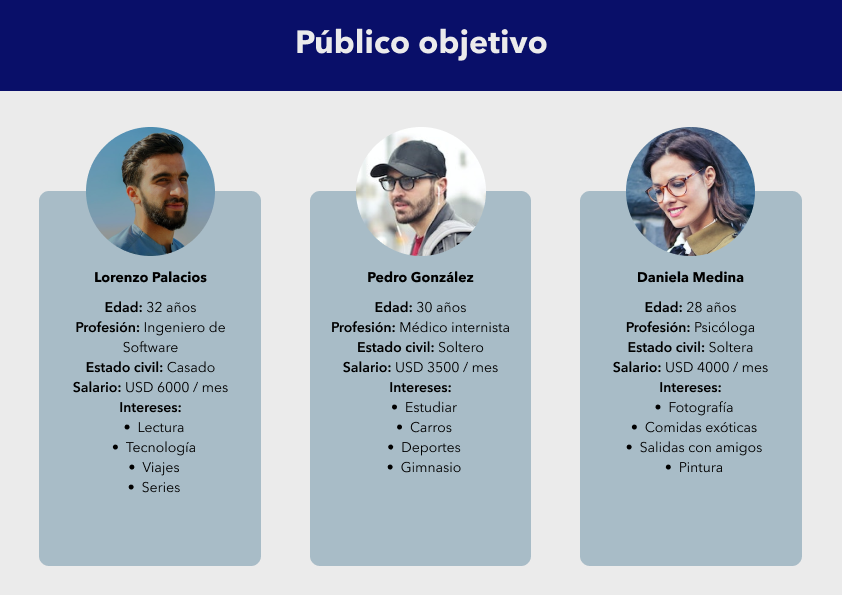 Público objetivo
Lorenzo Palacios
Edad: 32 años
Profesión: Ingeniero de
Software
Estado civil: Casado
Salario: USD 6000 / mes
Intereses:
• Lectura
• Tecnología
• Viajes
• Series
Pedro González
Edad: 30 años
Profesión: Médico internista
Estado civil: Soltero
Salario: USD 3500 / mes
Intereses:
• Estudiar
• Carros
• Deportes
• Gimnasio
Daniela Medina
Edad: 28 años
Profesión: Psicóloga
Estado civil: Soltera
Salario: USD 4000 / mes
Intereses:
• Fotografía
• Comidas exóticas
• Salidas con amigos
• Pintura